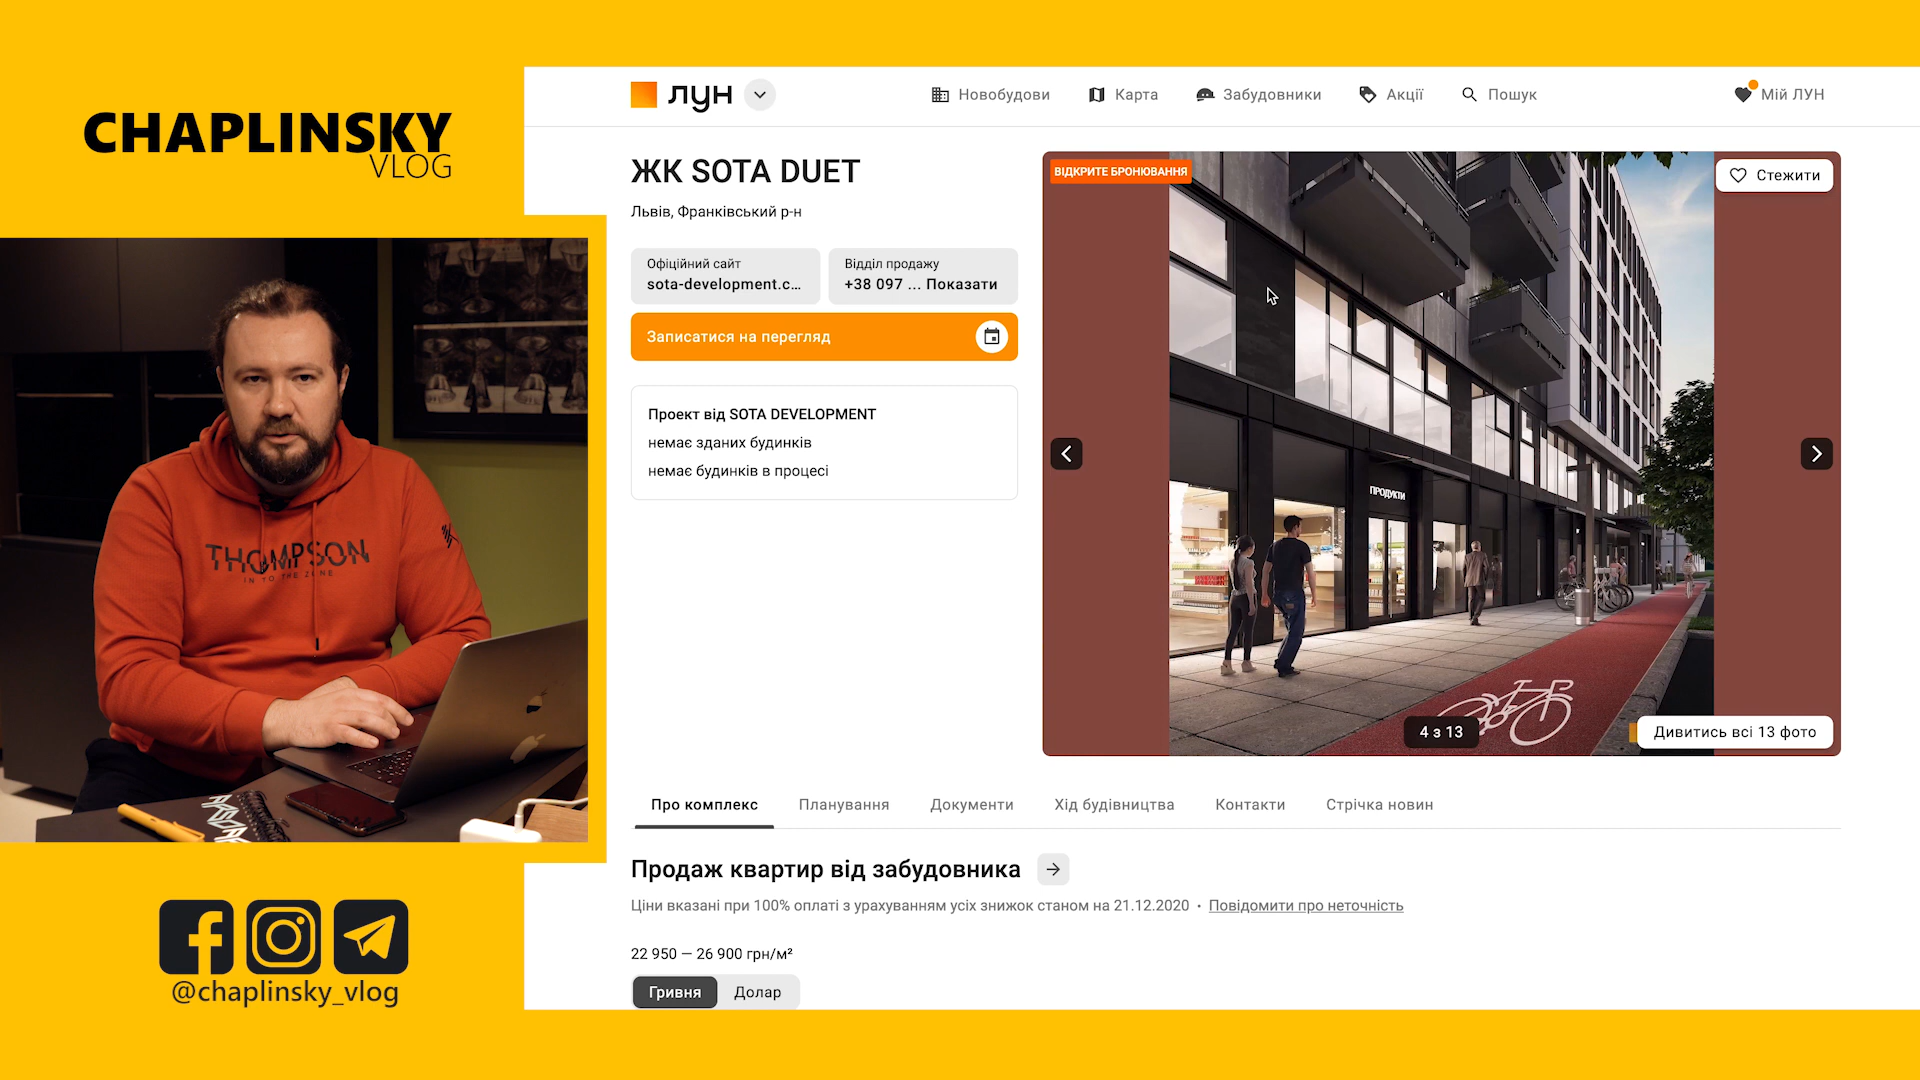 CHAPLINSKY
VLOG
THOMPSON
IN TO THE ZONE
@chaplinsky_vlog
ЛУН
Новобудови
Карта
Забудовники
Акції
Пошук
Мій ЛУН
ЖК SOTA DUET
Львів, Франківський р-н
Офіційний сайт
sota-development.c...
Відділ продажу
+38 097 ... Показати
Записатися на перегляд
Проект від SOTA DEVELOPMENT
немає зданих будинків
немає будинків в процесі
ВІДКРИТЕ БРОНЮВАННЯ
Стежити
ПРОДУКТИ
4 з 13
Дивитись всі 13 фото
Про комплекс
Планування
Документи
Хід будівництва
Контакти
Стрічка новин
Продаж квартир від забудовника
Ціни вказані при 100% оплаті з урахуванням усіх знижок станом на 21.12.2020 • Повідомити про неточність
22 950 — 26 900 грн/м²
Гривня
Долар